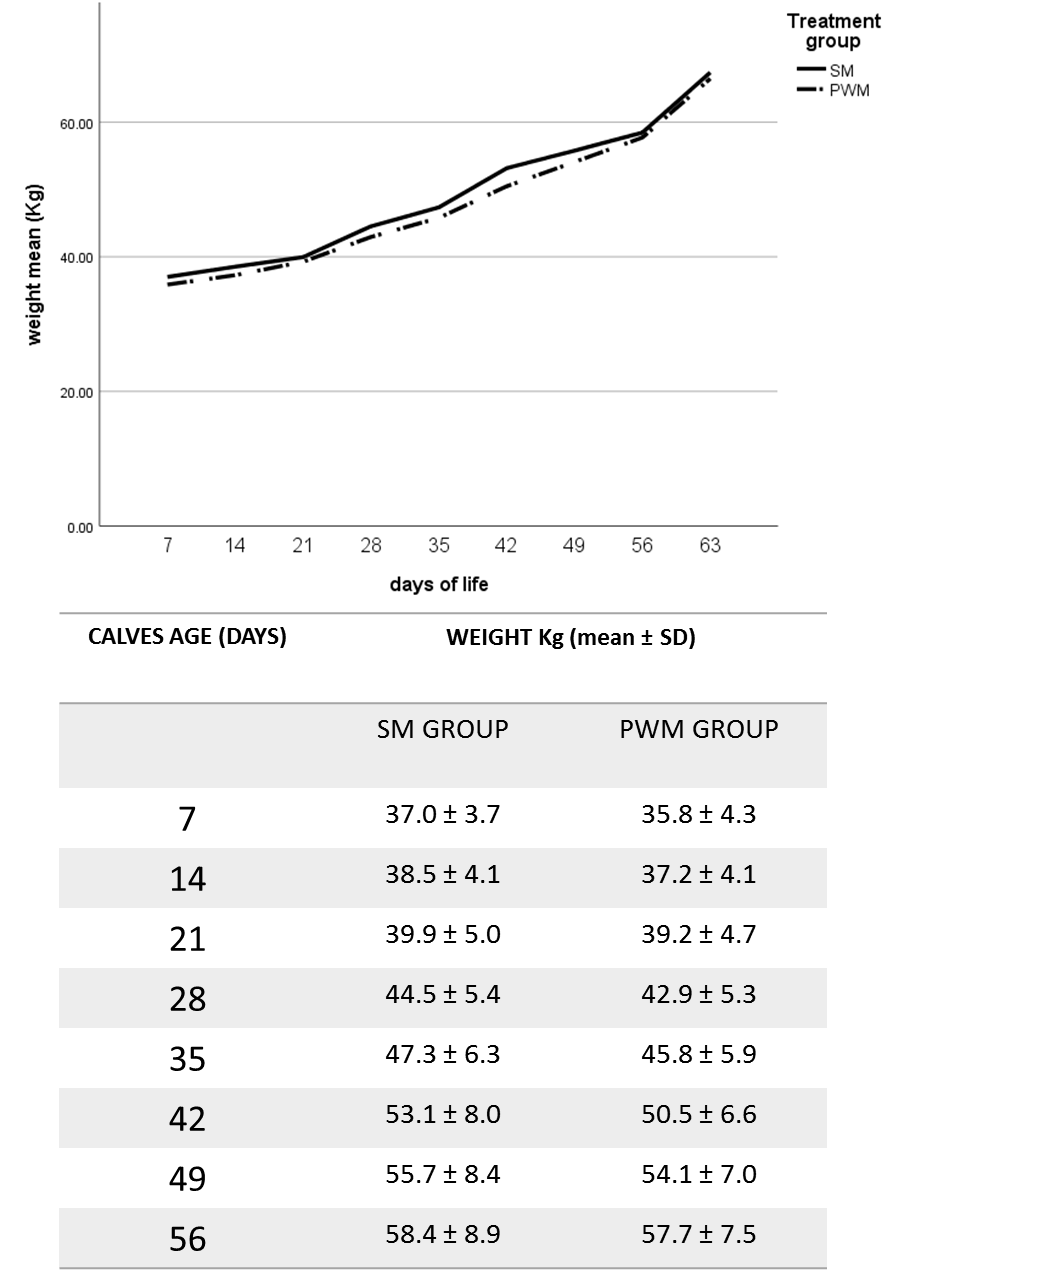 Treatment
group
SM
PWM
weight mean (Kg)
60.00
40.00
20.00
0.00
7 14 21 28 35 42 49 56 63
days of life
CALVES AGE (DAYS) WEIGHT Kg (mean ± SD)
SM GROUP PWM GROUP
7 37.0 ± 3.7 35.8 ± 4.3
14 38.5 ± 4.1 37.2 ± 4.1
21 39.9 ± 5.0 39.2 ± 4.7
28 44.5 ± 5.4 42.9 ± 5.3
35 47.3 ± 6.3 45.8 ± 5.9
42 53.1 ± 8.0 50.5 ± 6.6
49 55.7 ± 8.4 54.1 ± 7.0
56 58.4 ± 8.9 57.7 ± 7.5